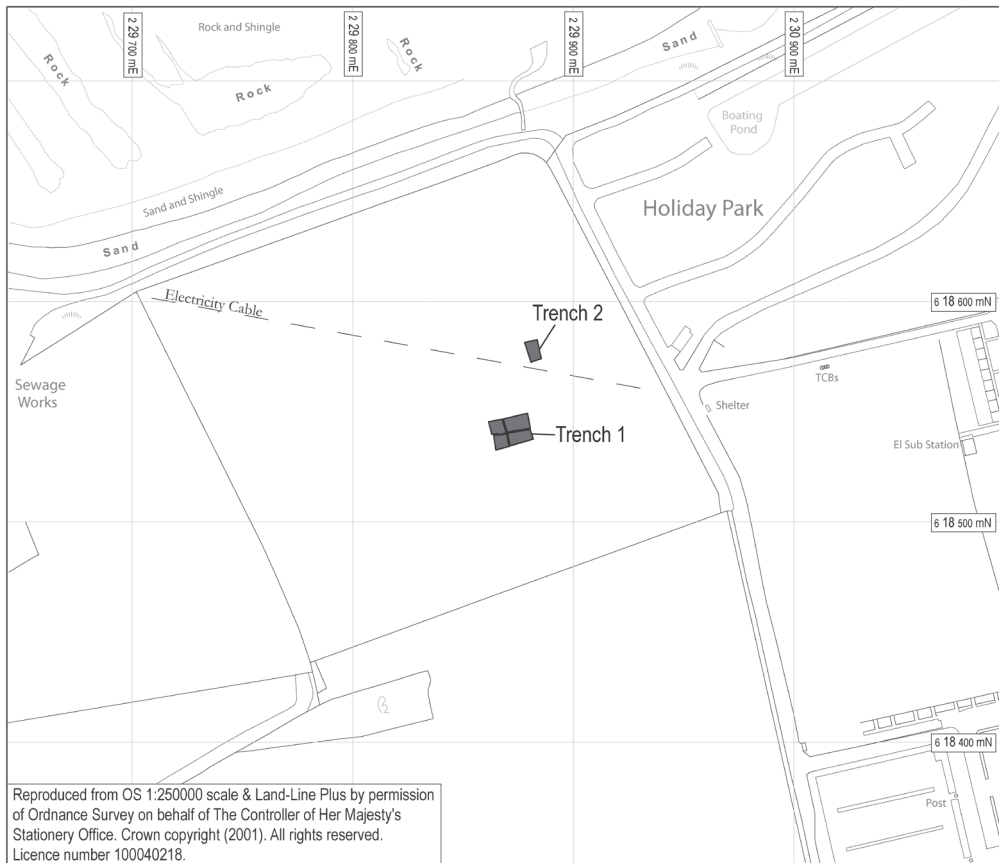 2 29 700 mE
2 29 800 mE
2 29 900 mE
2 30 900 mE
Rock and Shingle
Rock
Rock
Rock
Sand
Boating
Pond
Sand and Shingle
Holiday Park
Sand
Electricity Cable
6 18 600 mN
Trench 2
Sewage
Works
TCBs
Shelter
Trench 1
El Sub Station
6 18 500 mN
6 18 400 mN
Post
Reproduced from OS 1:250000 scale & Land-Line Plus by permission
of Ordnance Survey on behalf of The Controller of Her Majesty's
Stationery Office. Crown copyright (2001). All rights reserved.
Licence number 100040218.